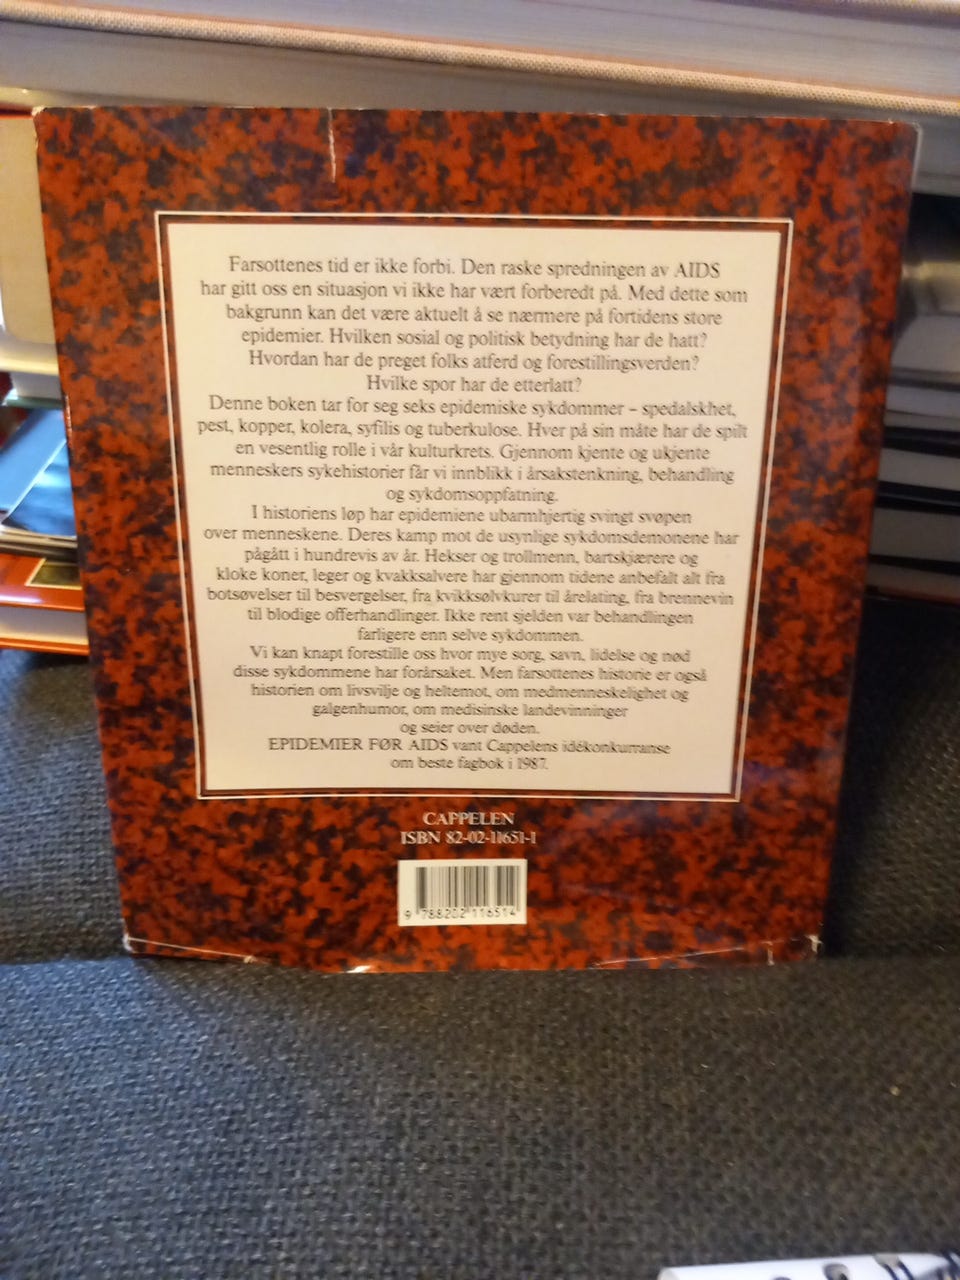 Farsottenes tid er ikke forbi. Den raske spredningen av AIDS
har gitt oss en situasjon vi ikke har vært forberedt på. Med dette som
bakgrunn kan det være aktuelt å se nærmere på fortidens store
epidemier. Hvilken sosial og politisk betydning har de hatt?
Hvordan har de preget folks atferd og forestillingsverden?
Hvilke spor har de etterlatt?
Denne boken tar for seg seks epidemiske sykdommer – spedalskhet,
pest, kopper, kolera, syfilis og tuberkulose. Hver på sin måte har de spilt
en vesentlig rolle i vår kulturkrets. Gjennom kjente og ukjente
menneskers sykehistorier får vi innblikk i årsakstenkning, behandling
og sykdomsoppfatning.
I historiens løp har epidemiene ubarmhjertig svingt svøpen
over menneskene. Deres kamp mot de usynlige sykdomsdemonene har
pågått i hundrevis av år. Hekser og trollmenn, bartskjærere og
kloke koner, leger og kvakksalvere har gjennom tidene anbefalt alt fra
botsøvelser til besvergelser, fra kvikksølvkurer til årelating, fra brennevin
til blodige offerhandlinger. Ikke rent sjelden var behandlingen
farligere enn selve sykdommen.
Vi kan knapt forestille oss hvor mye sorg, savn, lidelse og nød
disse sykdommene har forårsaket. Men farsottenes historie er også
historien om livsvilje og heltemot, om medmenneskelighet og
galgenhumor, om medisinske landevinninger
og seier over døden.
EPIDEMIER FØR AIDS vant Cappelens idékonkurranse
om beste fagbok i 1987.
CAPPELEN
ISBN 82-02-11651-1
9 788202 116514